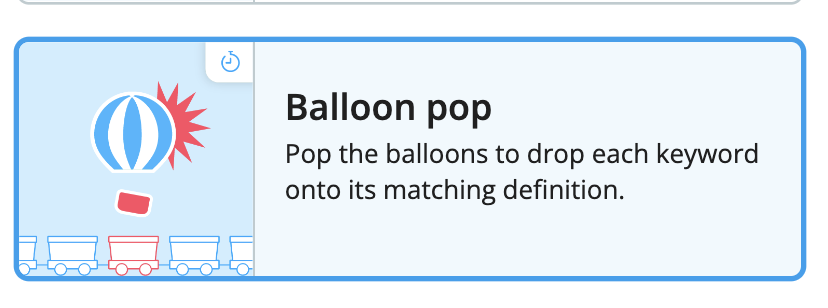 Balloon pop
Pop the balloons to drop each keyword
onto its matching definition.